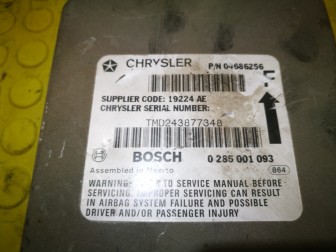 CHRYSLER P/N 04686256
SUPPLIER CODE: 19224 AE
CHRYSLER SERIAL NUMBER:
TMD243877348
BOSCH 0 285 001 093
Assembled in Mexico 864
WARNING: REFER TO SERVICE MANUAL BEFORE
SERVICING. IMPROPER SERVICING CAN RESULT
IN AIRBAG SYSTEM FAILURE AND POSSIBLE
DRIVER AND/OR PASSENGER INJURY